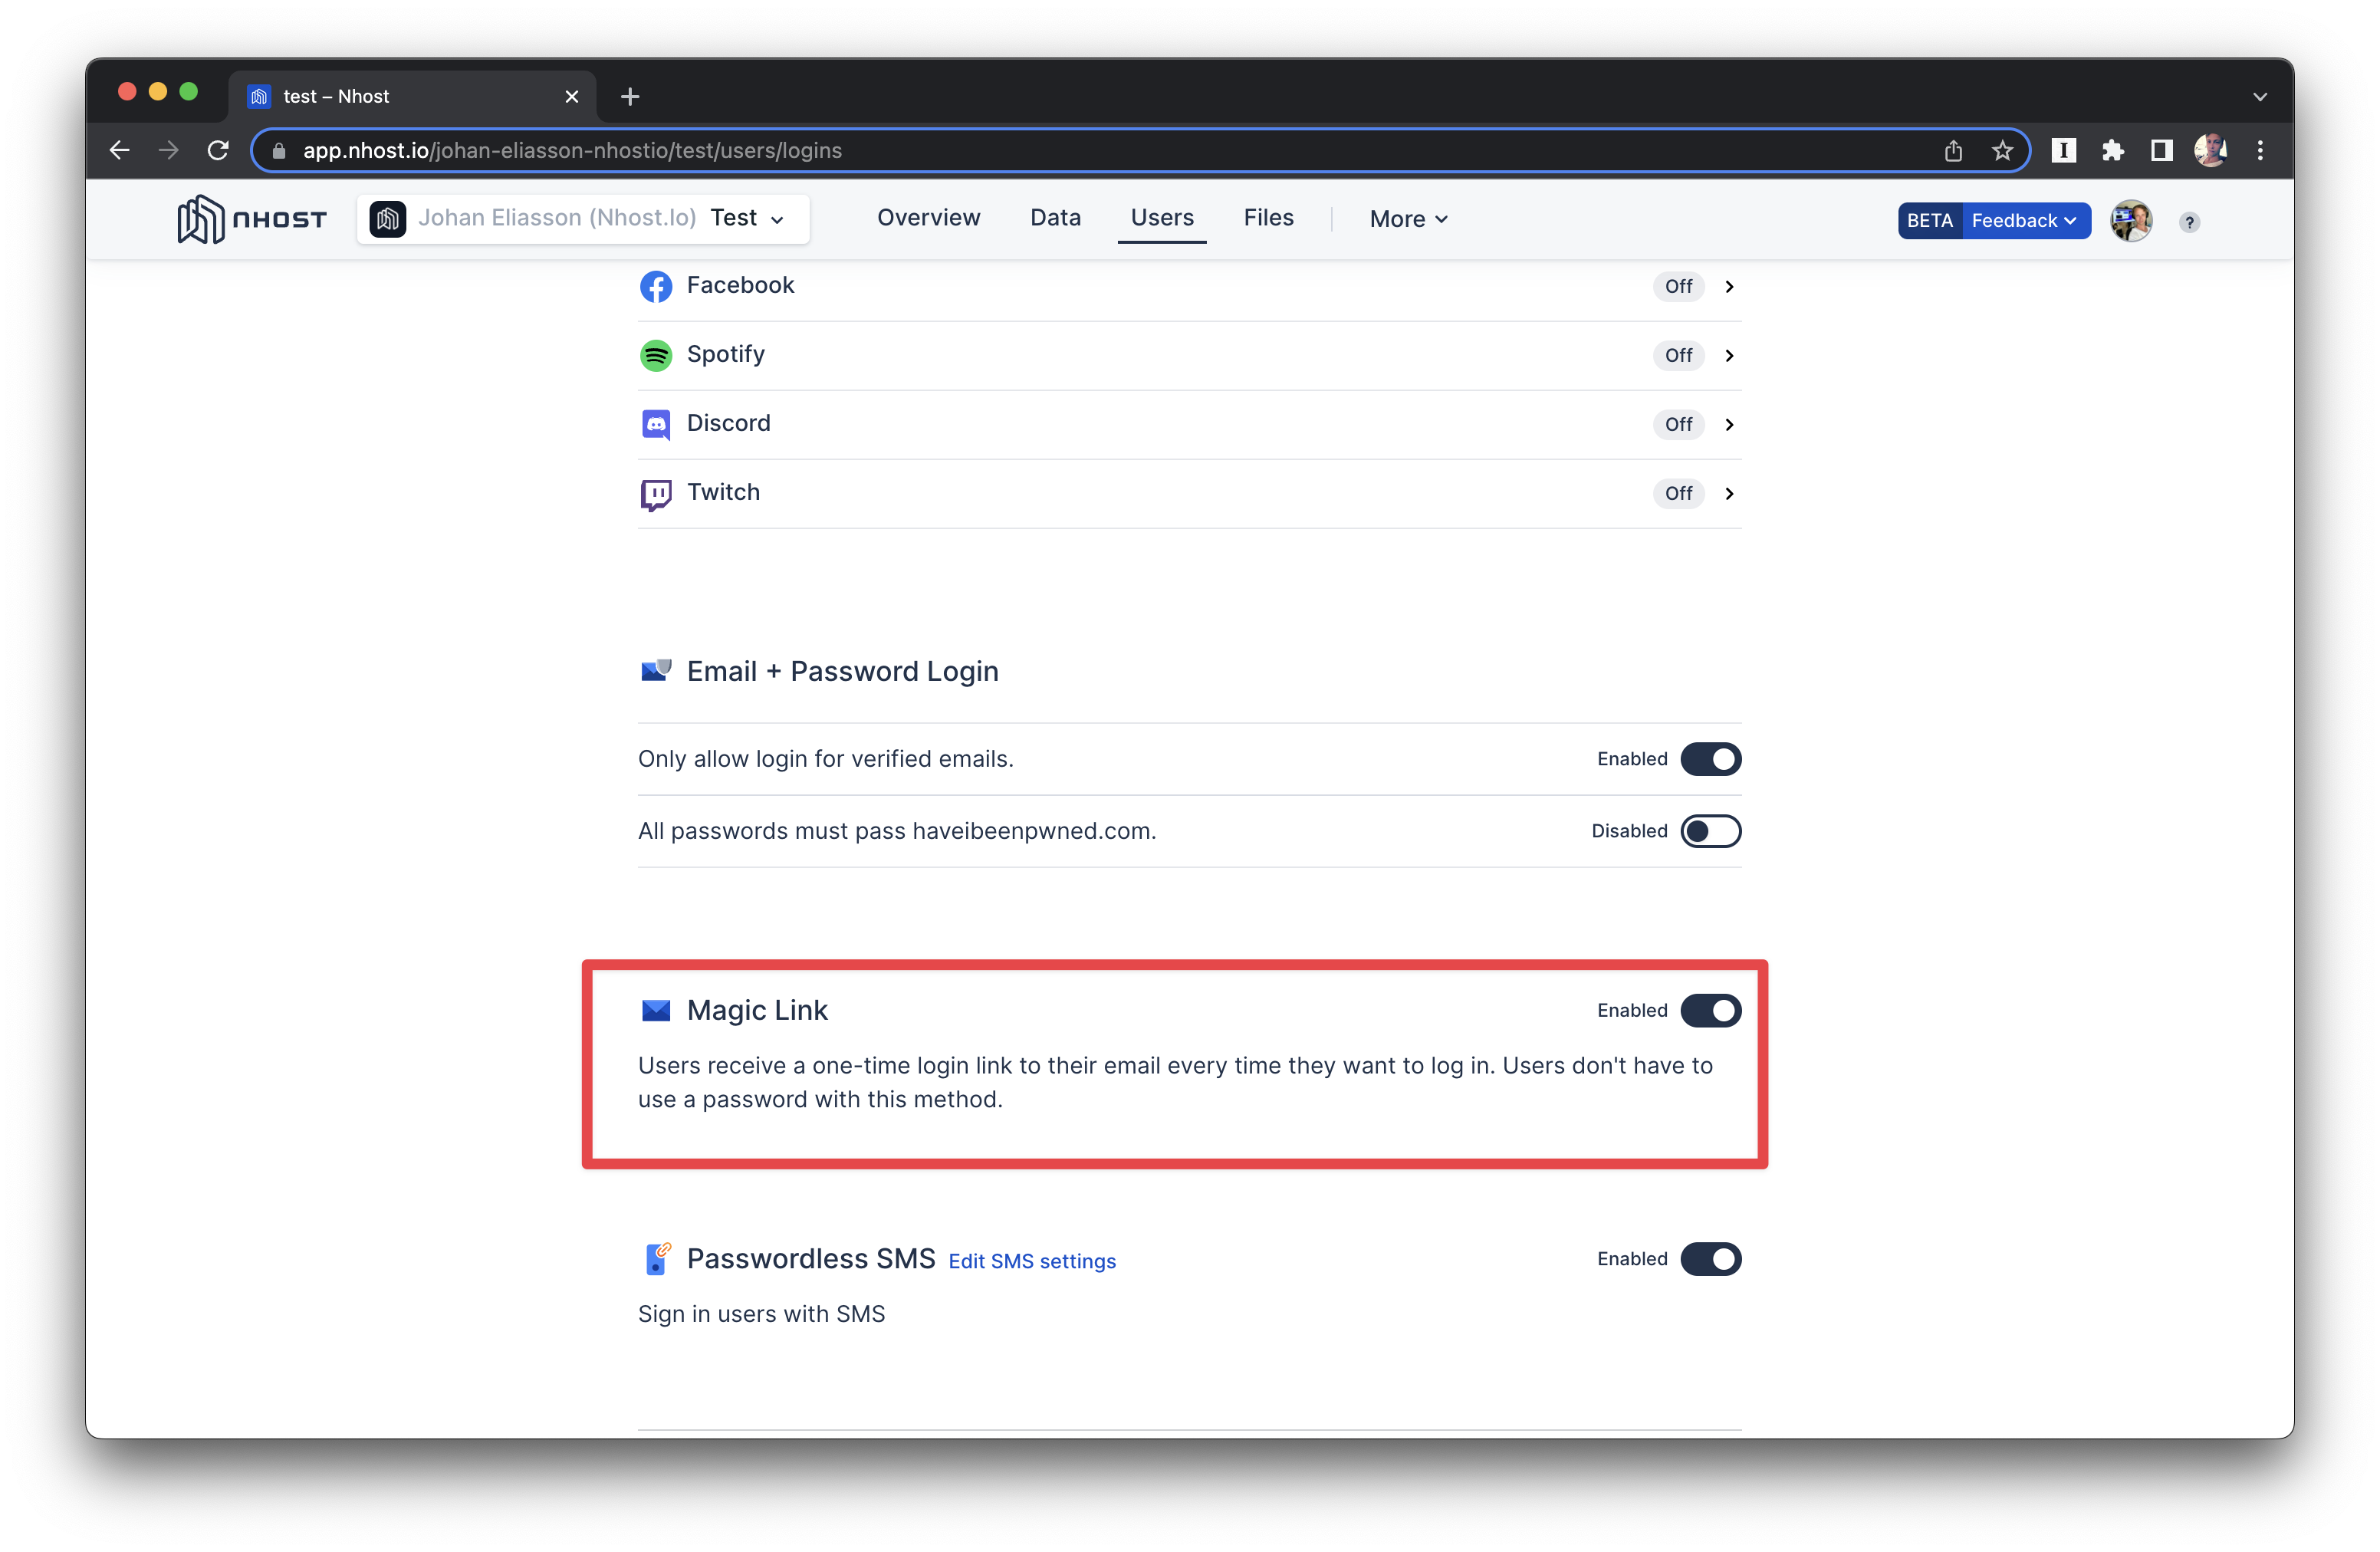 test – Nhost
app.nhost.io/johan-eliasson-nhostio/test/users/logins
I
NHOST
Johan Eliasson (Nhost.Io) Test
Overview
Data
Users
Files
More
BETA
Feedback
?
Facebook
Off
Spotify
Off
Discord
Off
Twitch
Off
Email + Password Login
Only allow login for verified emails.
Enabled
All passwords must pass haveibeenpwned.com.
Disabled
Magic Link
Enabled
Users receive a one-time login link to their email every time they want to log in. Users don't have to
use a password with this method.
Passwordless SMS
Edit SMS settings
Enabled
Sign in users with SMS